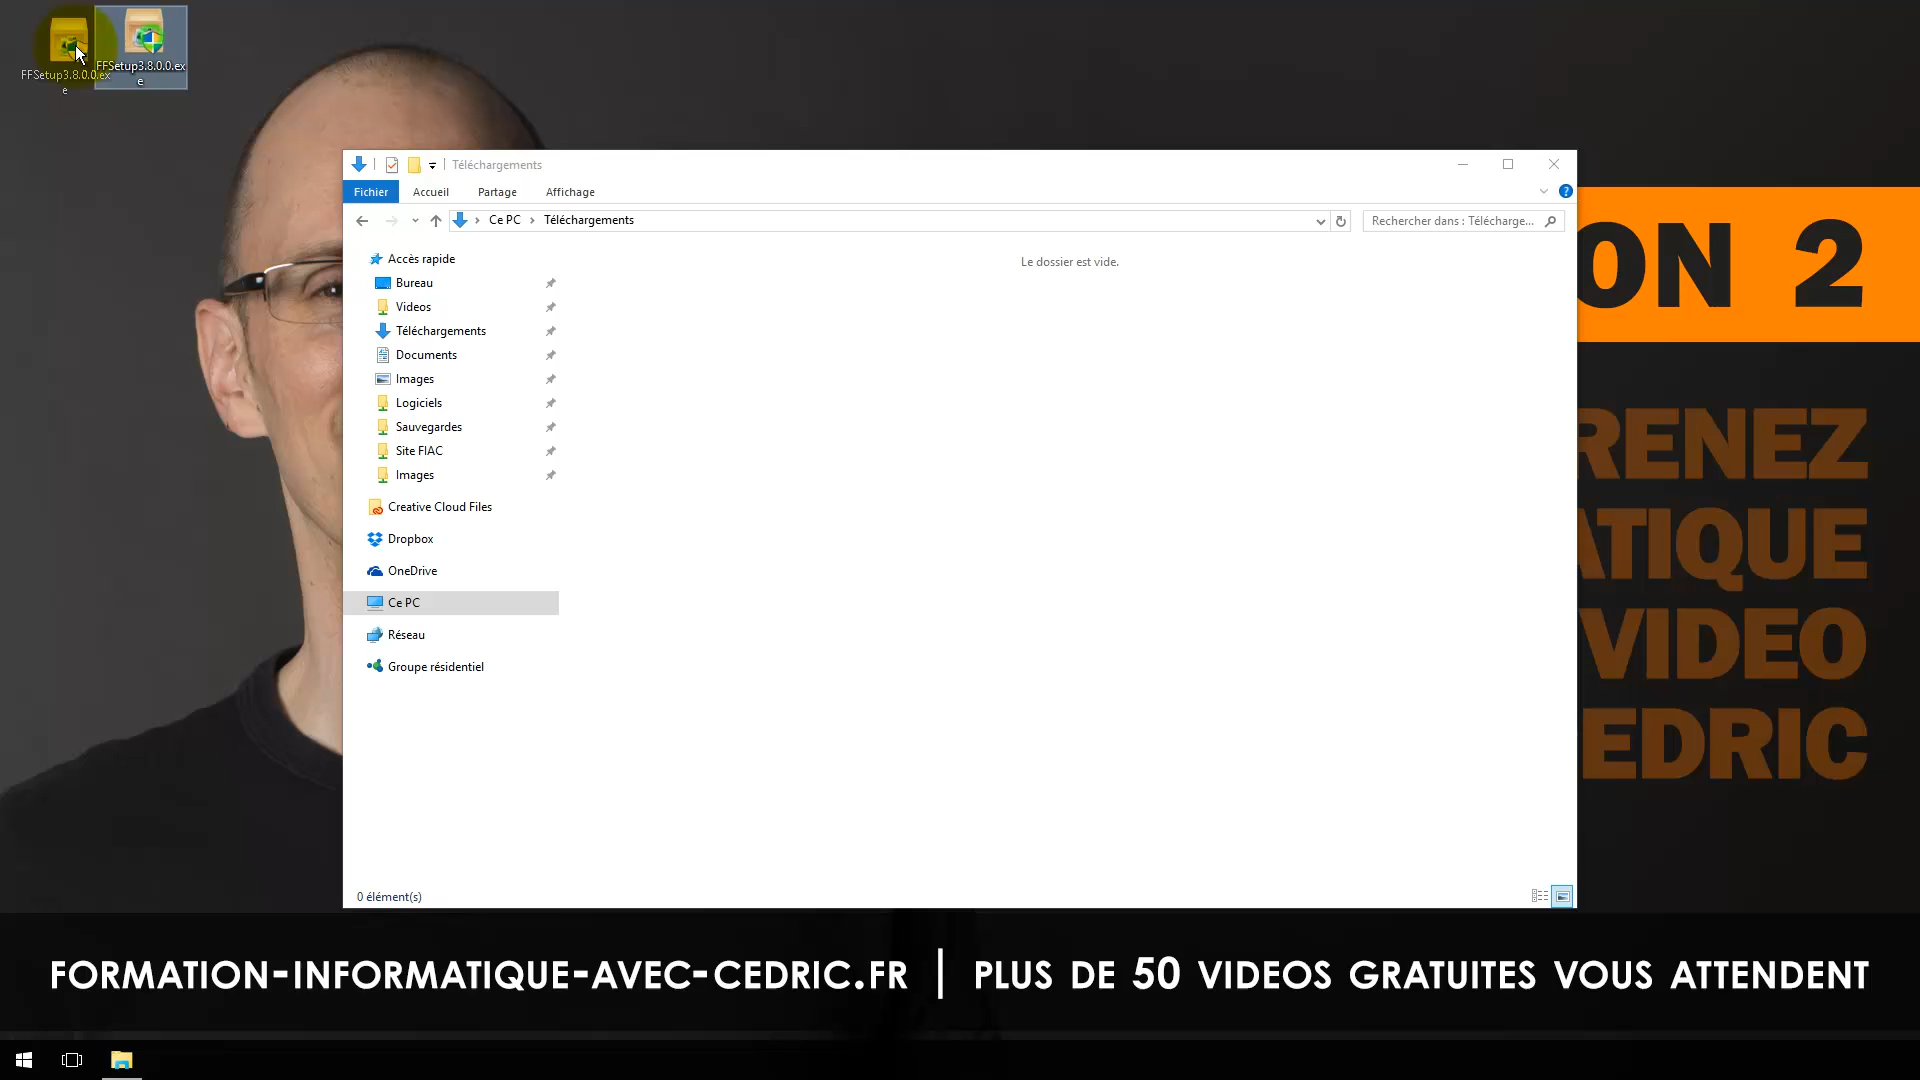 FFSetup3.8.0.0.ex
e
FFSetup3.8.0.0.ex
e
Téléchargements
Fichier
Accueil
Partage
Affichage
Ce PC
Téléchargements
Rechercher dans : Télécharge...
Accès rapide
Bureau
Videos
Téléchargements
Documents
Images
Logiciels
Sauvegardes
Site FIAC
Images
Creative Cloud Files
Dropbox
OneDrive
Ce PC
Réseau
Groupe résidentiel
Le dossier est vide.
0 élément(s)
ON 2
RENEZ
ATIQUE
VIDEO
EDRIC
FORMATION-INFORMATIQUE-AVEC-CEDRIC.FR | PLUS DE 50 VIDEOS GRATUITES VOUS ATTENDENT